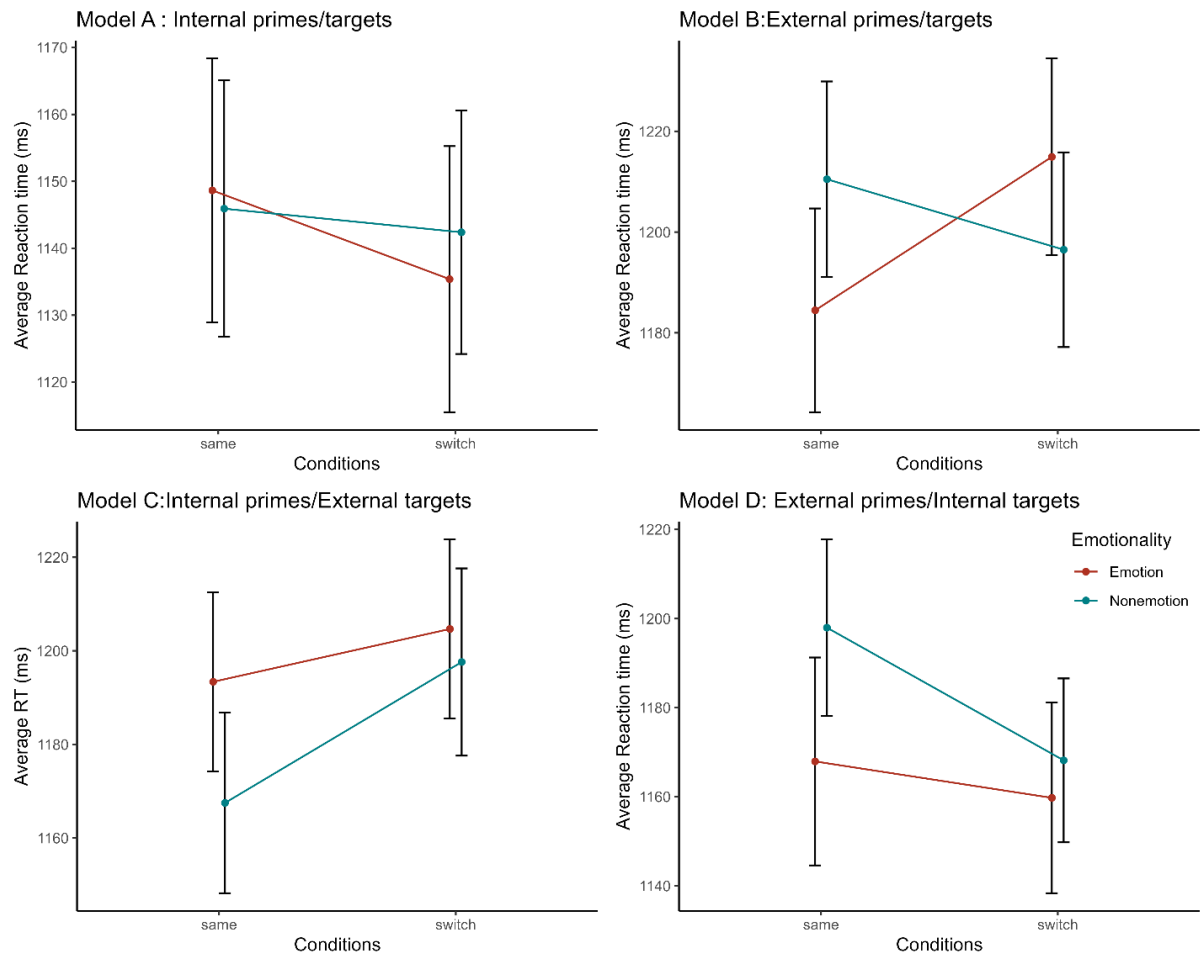 Model A : Internal primes/targets
1170
1160
1150
1140
1130
1120
Average Reaction time (ms)
same
switch
Conditions
Model B:External primes/targets
1220
1200
1180
Average Reaction time (ms)
same
switch
Conditions
Model C:Internal primes/External targets
1220
1200
1180
1160
Average RT (ms)
same
switch
Conditions
Model D: External primes/Internal targets
1220
1200
1180
1160
1140
Average Reaction time (ms)
same
switch
Conditions
Emotionality
Emotion
Nonemotion